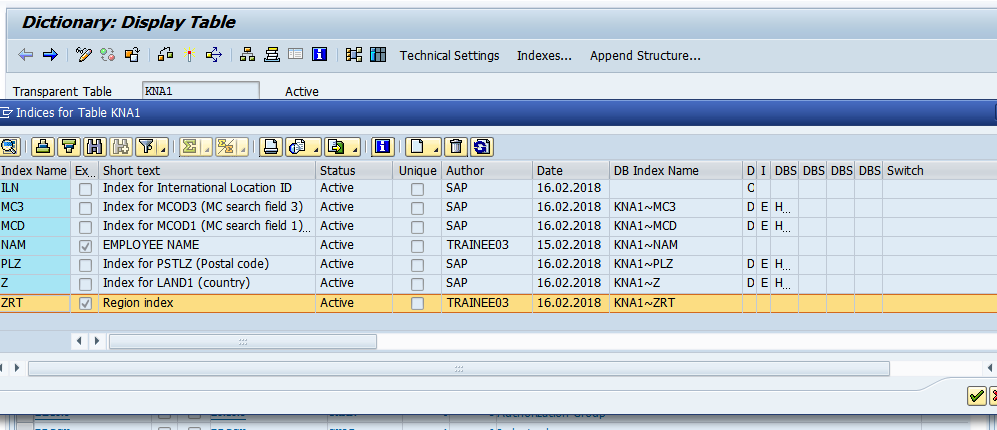 Dictionary: Display Table
Technical Settings Indexes... Append Structure...
Transparent Table KNA1 Active
Indices for Table KNA1
Index Name Ex... Short text Status Unique Author Date DB Index Name D I DBS DBS DBS DBS Switch
ILN Index for International Location ID Active SAP 16.02.2018 C
MC3 Index for MCOD3 (MC search field 3) Active SAP 16.02.2018 KNA1~MC3 D E H...
MCD Index for MCOD1 (MC search field 1)... Active SAP 16.02.2018 KNA1~MCD D E H...
NAM EMPLOYEE NAME Active TRAINEE03 15.02.2018 KNA1~NAM
PLZ Index for PSTLZ (Postal code) Active SAP 16.02.2018 KNA1~PLZ D E H...
Z Index for LAND1 (country) Active SAP 16.02.2018 KNA1~Z D E H...
ZRT Region index Active TRAINEE03 16.02.2018 KNA1~ZRT